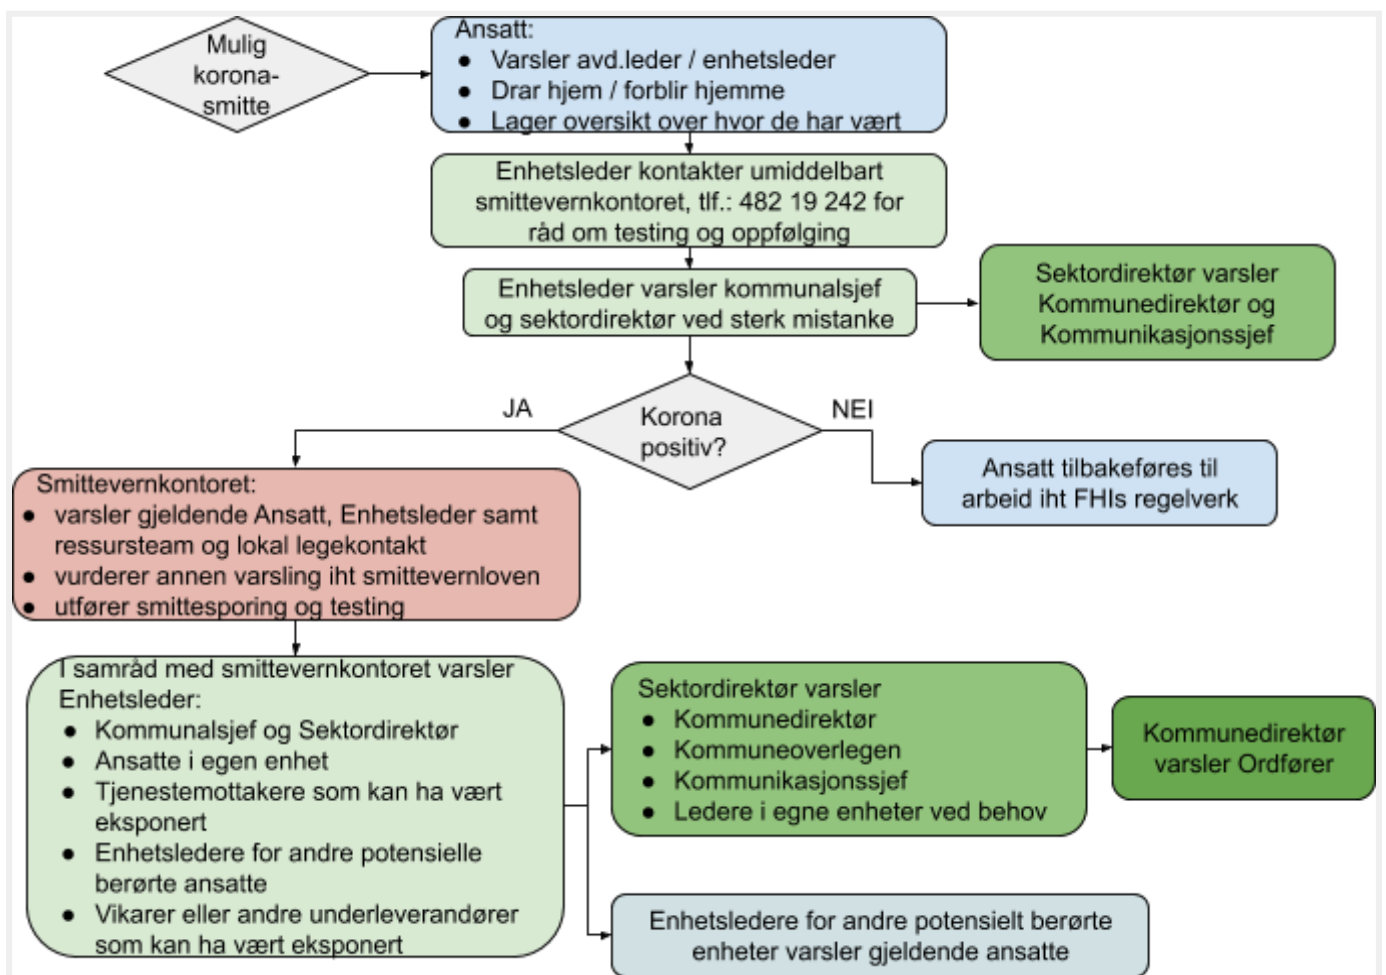 Mulig
korona-
smitte
Ansatt:
● Varsler avd.leder / enhetsleder
● Drar hjem / forblir hjemme
● Lager oversikt over hvor de har vært
Enhetsleder kontakter umiddelbart
smittevernkontoret, tlf.: 482 19 242 for
råd om testing og oppfølging
Enhetsleder varsler kommunalsjef
og sektordirektør ved sterk mistanke
Sektordirektør varsler
Kommunedirektør og
Kommunikasjonssjef
Korona
positiv?
JA
NEI
Ansatt tilbakeføres til
arbeid iht FHIs regelverk
Smittevernkontoret:
● varsler gjeldende Ansatt, Enhetsleder samt
ressursteam og lokal legekontakt
● vurderer annen varsling iht smittevernloven
● utfører smittesporing og testing
I samråd med smittevernkontoret varsler
Enhetsleder:
● Kommunalsjef og Sektordirektør
● Ansatte i egen enhet
● Tjenestemottakere som kan ha vært
eksponert
● Enhetsledere for andre potensielle
berørte ansatte
● Vikarer eller andre underleverandører
som kan ha vært eksponert
Sektordirektør varsler
● Kommunedirektør
● Kommuneoverlegen
● Kommunikasjonssjef
● Ledere i egne enheter ved behov
Kommunedirektør
varsler Ordfører
Enhetsledere for andre potensielt berørte
enheter varsler gjeldende ansatte